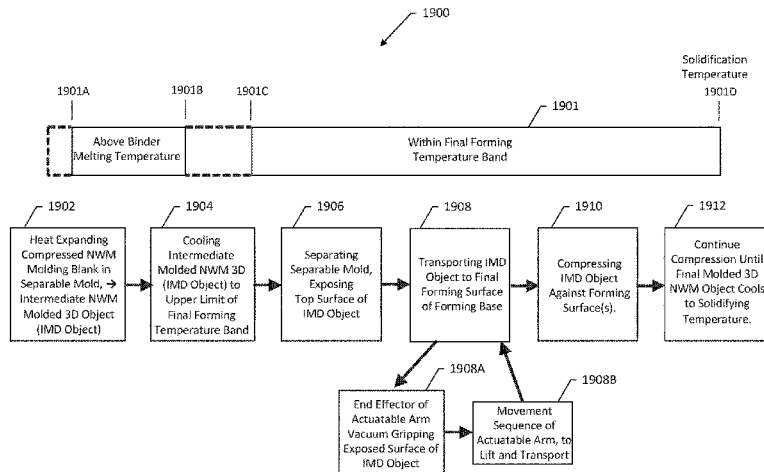 1900
Solidification
Temperature
1901A
1901B
1901C
1901
1901D
Above Binder
Melting Temperature
Within Final Forming
Temperature Band
1902
1904
1906
1908
1910
1912
Heat Expanding
Compressed NWM
Molding Blank in
Separable Mold, →
Intermediate NWM
Molded 3D Object
(IMD Object)
Cooling
Intermediate
Molded NWM 3D
(IMD Object) to
Upper Limit of
Final Forming
Temperature Band
Separating
Separable Mold,
Exposing
Top Surface of
IMD Object
Transporting IMD
Object to Final
Forming Surface
of Forming Base
Compressing
IMD Object
Against Forming
Surface(s).
Continue
Compression Until
Final Molded 3D
NWM Object Cools
to Solidifying
Temperature.
1908A
1908B
End Effector of
Actuatable Arm
Vacuum Gripping
Exposed Surface of
IMD Object
Movement
Sequence of
Actuatable Arm, to
Lift and Transport